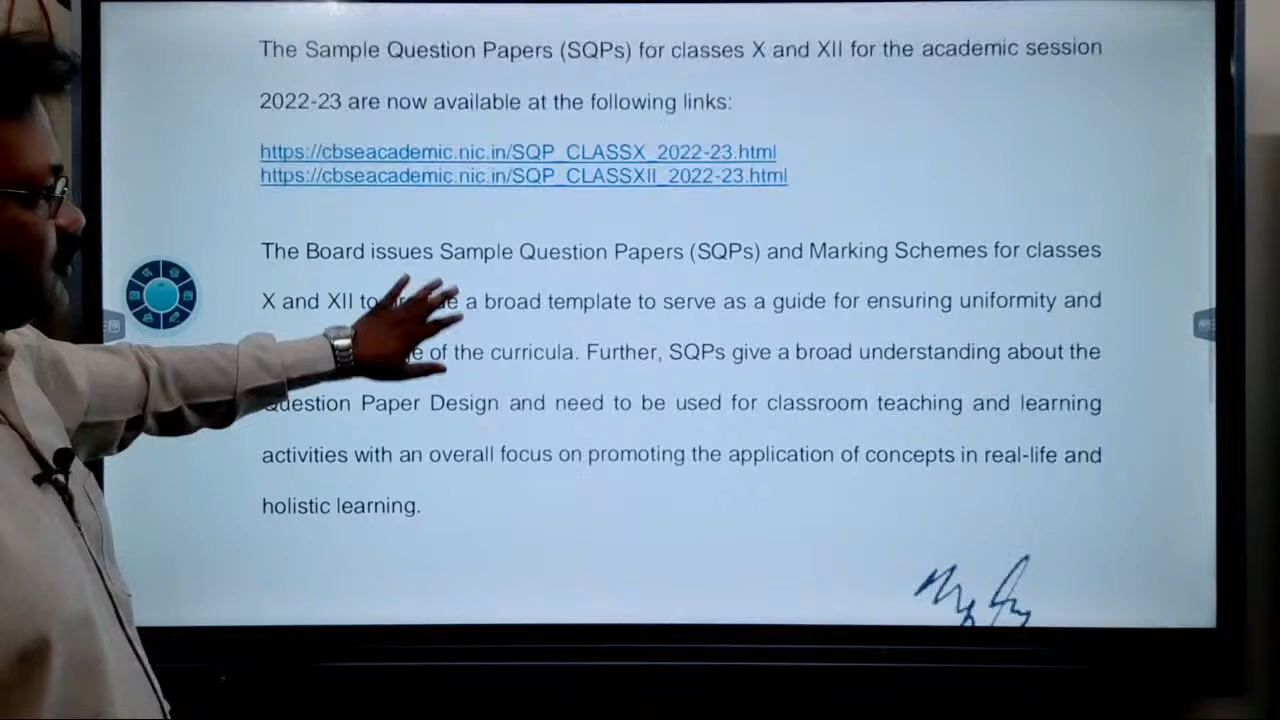 The Sample Question Papers (SQPs) for classes X and XII for the academic session
2022-23 are now available at the following links:
https://cbseacademic.nic.in/SQP_CLASSX_2022-23.html
https://cbseacademic.nic.in/SQP_CLASSXII_2022-23.html
The Board issues Sample Question Papers (SQPs) and Marking Schemes for classes
X and XII to a broad template to serve as a guide for ensuring uniformity and
of the curricula. Further, SQPs give a broad understanding about the
Question Paper Design and need to be used for classroom teaching and learning
activities with an overall focus on promoting the application of concepts in real-life and
holistic learning.